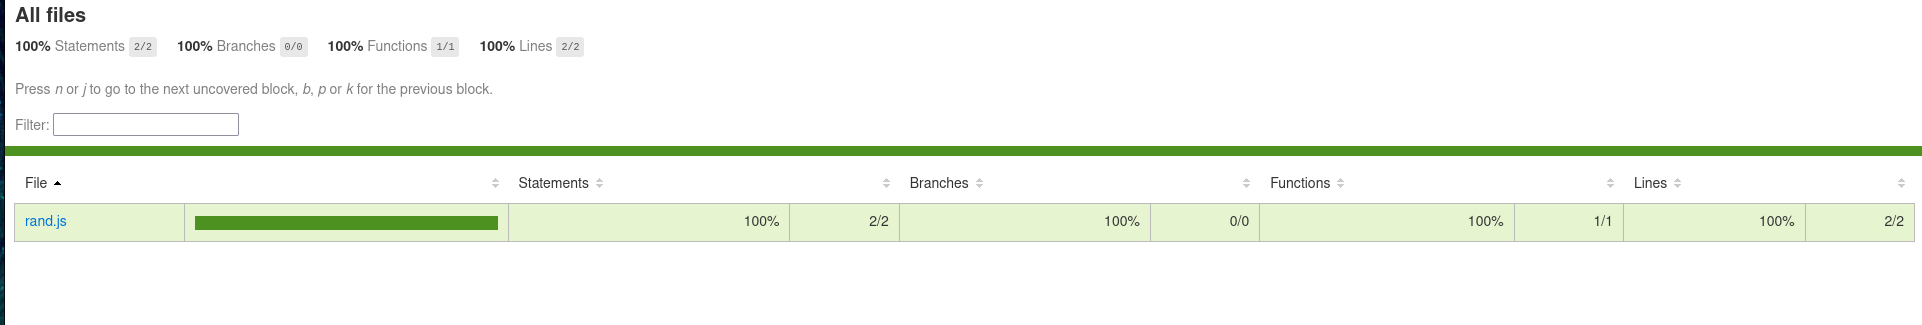 All files
100% Statements 2/2 100% Branches 0/0 100% Functions 1/1 100% Lines 2/2
Press n or j to go to the next uncovered block, b, p or k for the previous block.
Filter:
File Statements Branches Functions Lines
rand.js 100% 2/2 100% 0/0 100% 1/1 100% 2/2